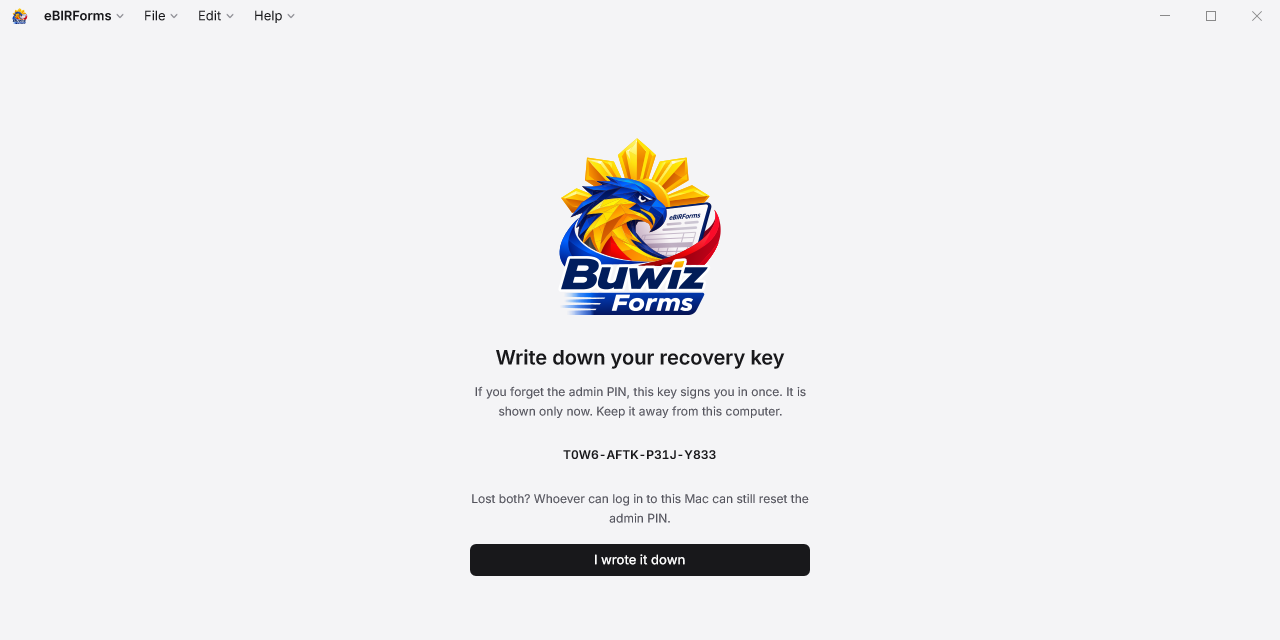 eBIRForms File Edit Help
eBIRForms
Buwiz
Forms
Write down your recovery key
If you forget the admin PIN, this key signs you in once. It is
shown only now. Keep it away from this computer.
T0W6-AFTK-P31J-Y833
Lost both? Whoever can log in to this Mac can still reset the
admin PIN.
I wrote it down